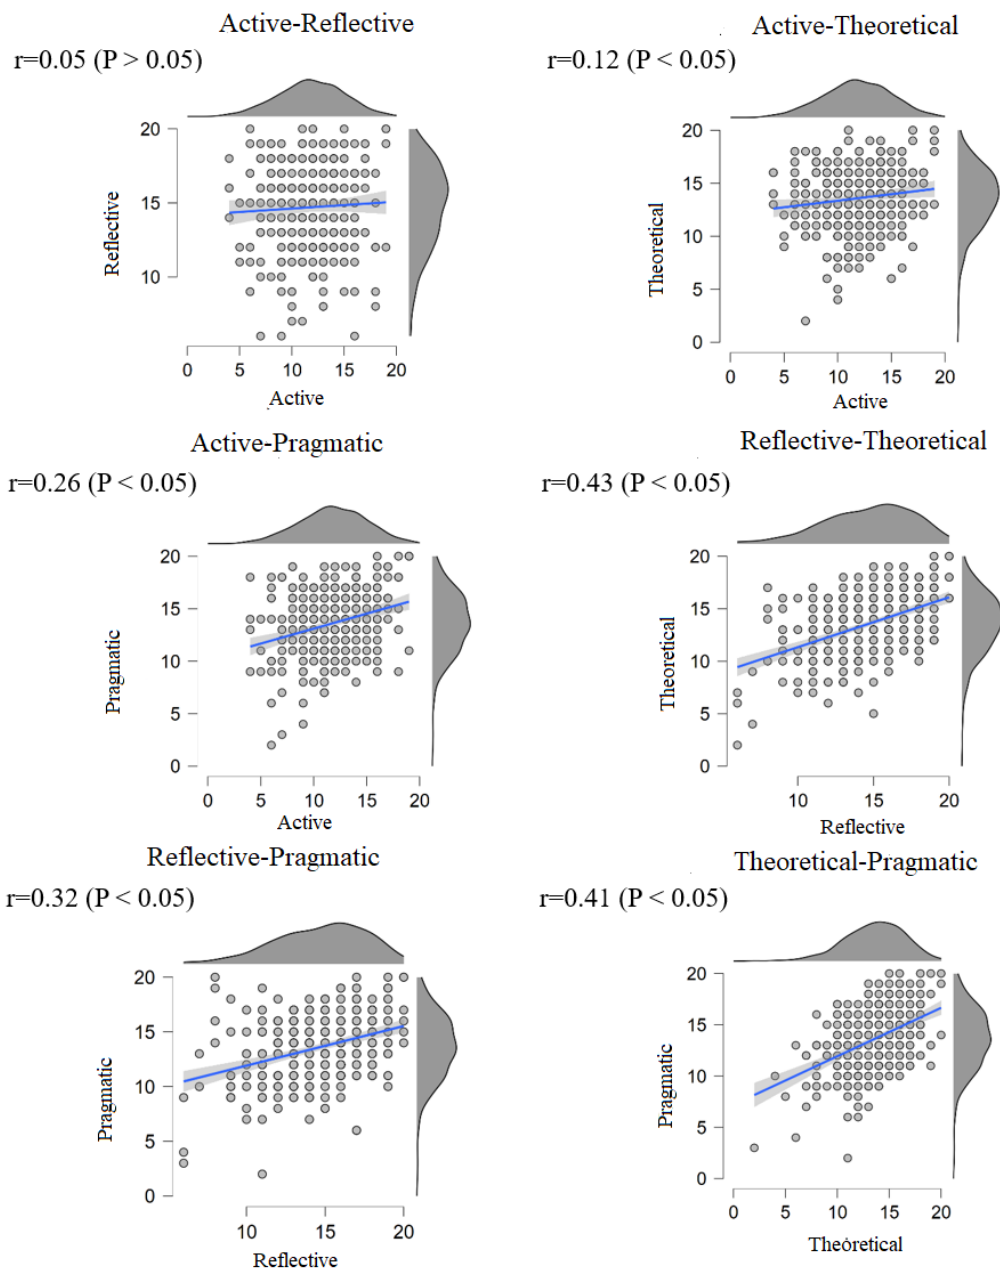 Active-Reflective
r=0.05 (P > 0.05)
20
15
10
Reflective
0 5 10 15 20
Active
Active-Theoretical
r=0.12 (P < 0.05)
20
15
10
5
0
Theoretical
0 5 10 15 20
Active
Active-Pragmatic
r=0.26 (P < 0.05)
20
15
10
5
0
Pragmatic
0 5 10 15 20
Active
Reflective-Theoretical
r=0.43 (P < 0.05)
20
15
10
5
0
Theoretical
10 15 20
Reflective
Reflective-Pragmatic
r=0.32 (P < 0.05)
20
15
10
5
0
Pragmatic
10 15 20
Reflective
Theoretical-Pragmatic
r=0.41 (P < 0.05)
20
15
10
5
0
Pragmatic
0 5 10 15 20
Theoretical